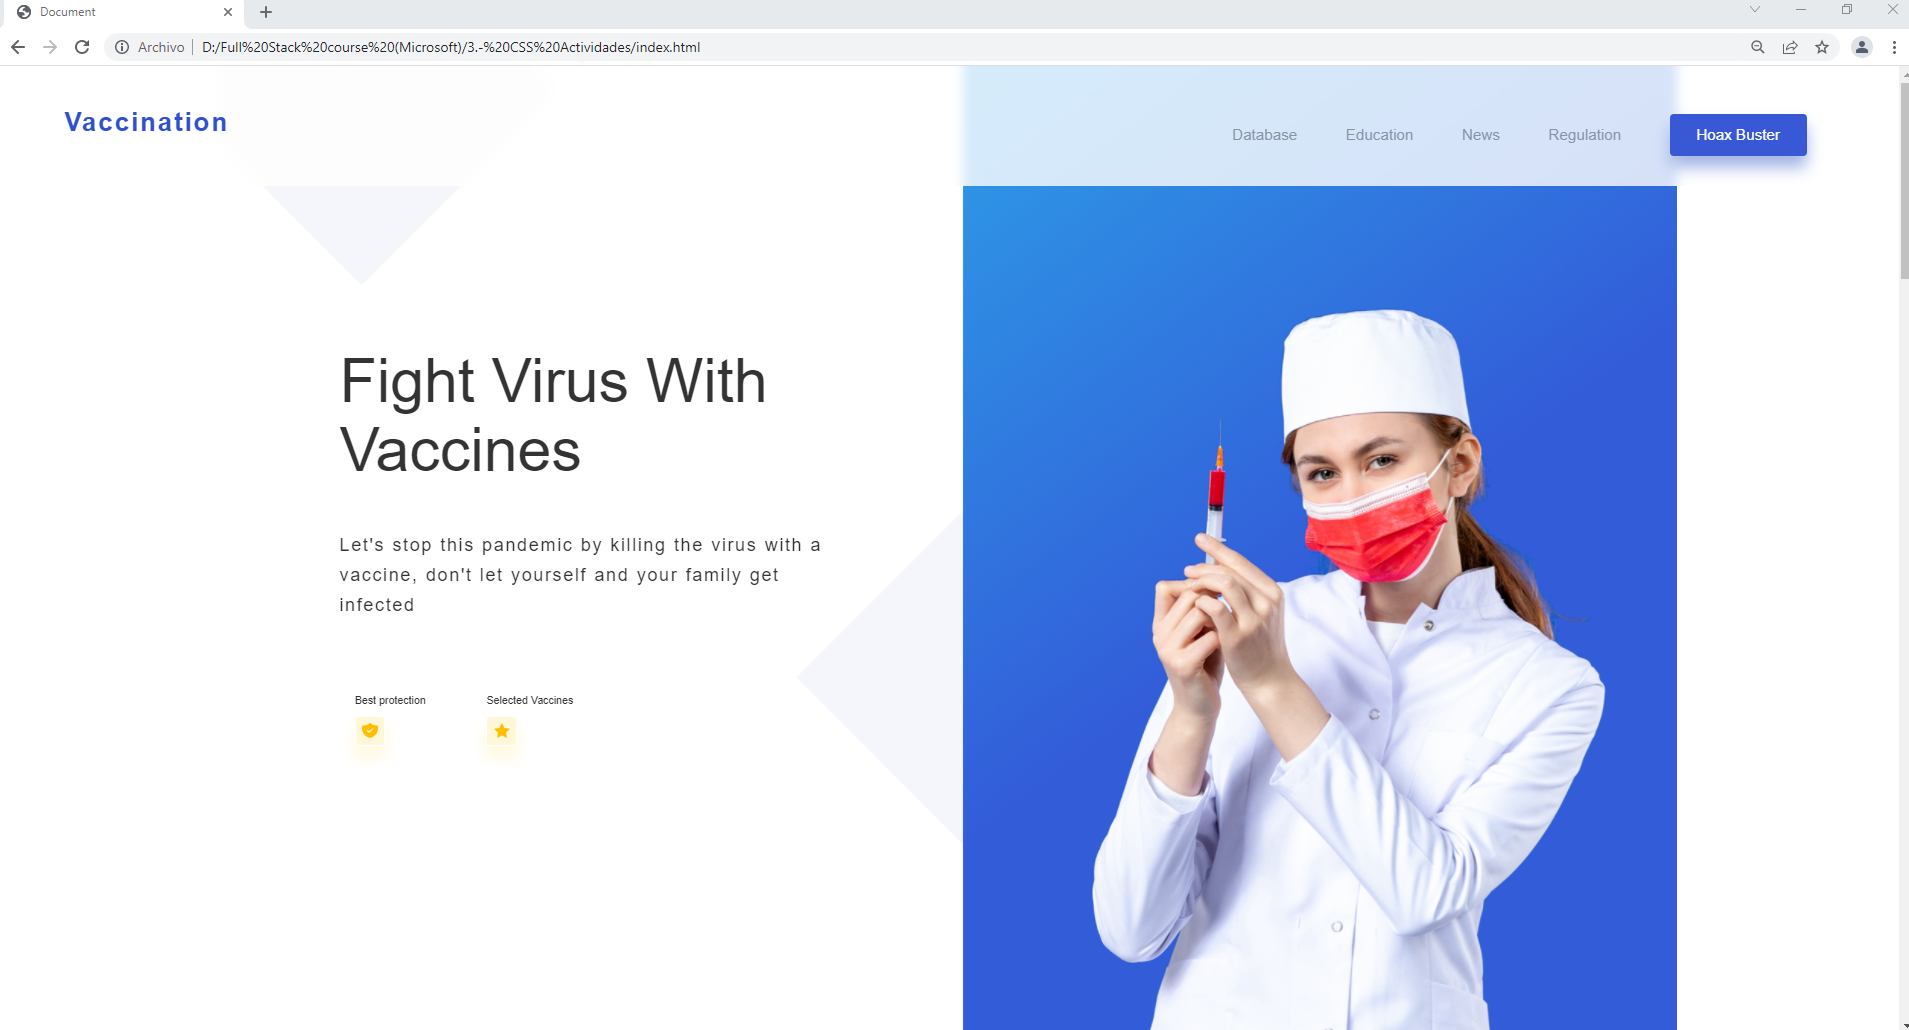 Document
Archivo
D:/Full%20Stack%20course%20(Microsoft)/3.-%20CSS%20Actividades/index.html
Vaccination
Database
Education
News
Regulation
Hoax Buster
Fight Virus With
Vaccines
Let's stop this pandemic by killing the virus with a
vaccine, don't let yourself and your family get
infected
Best protection
Selected Vaccines